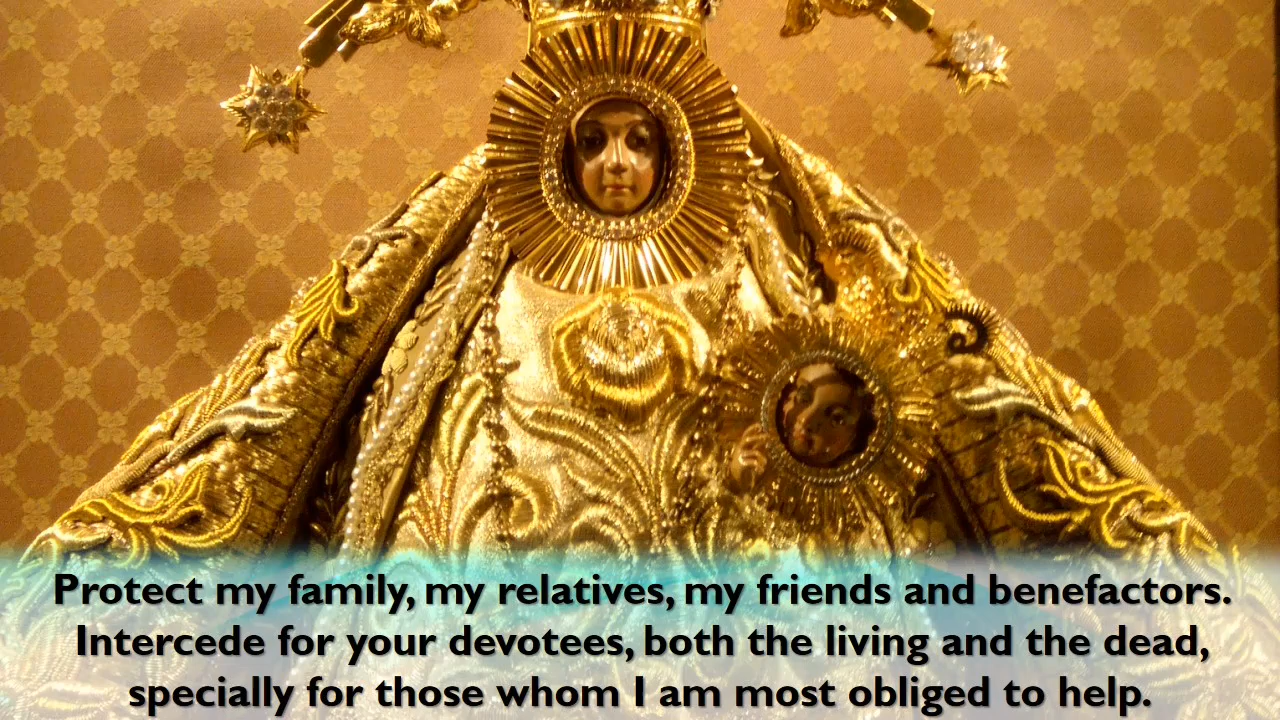 Protect my family, my relatives, my friends and benefactors.
Intercede for your devotees, both the living and the dead,
specially for those whom I am most obliged to help.